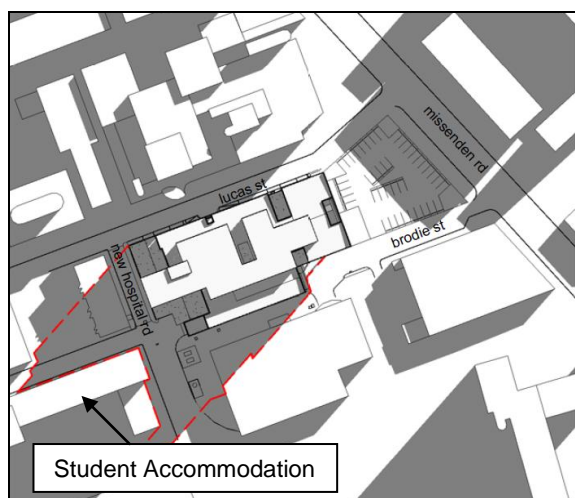 missenden rd
lucas st
brodie st
new hospital rd
Student Accommodation